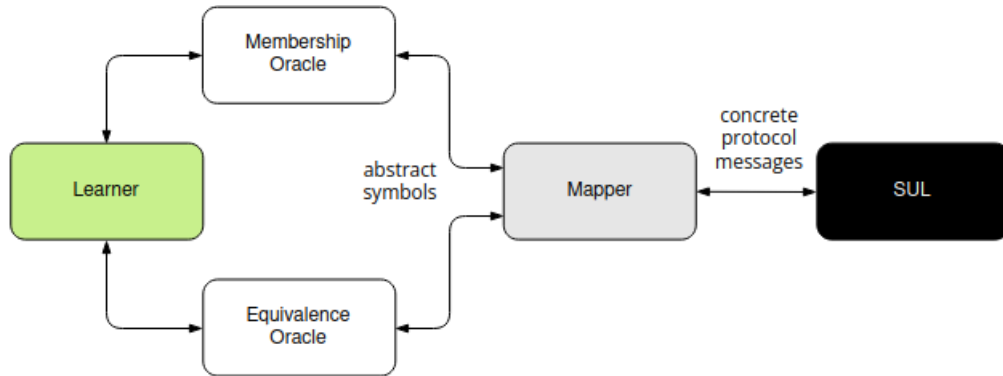 Membership
Oracle
Learner
abstract
symbols
Mapper
concrete
protocol
messages
SUL
Equivalence
Oracle